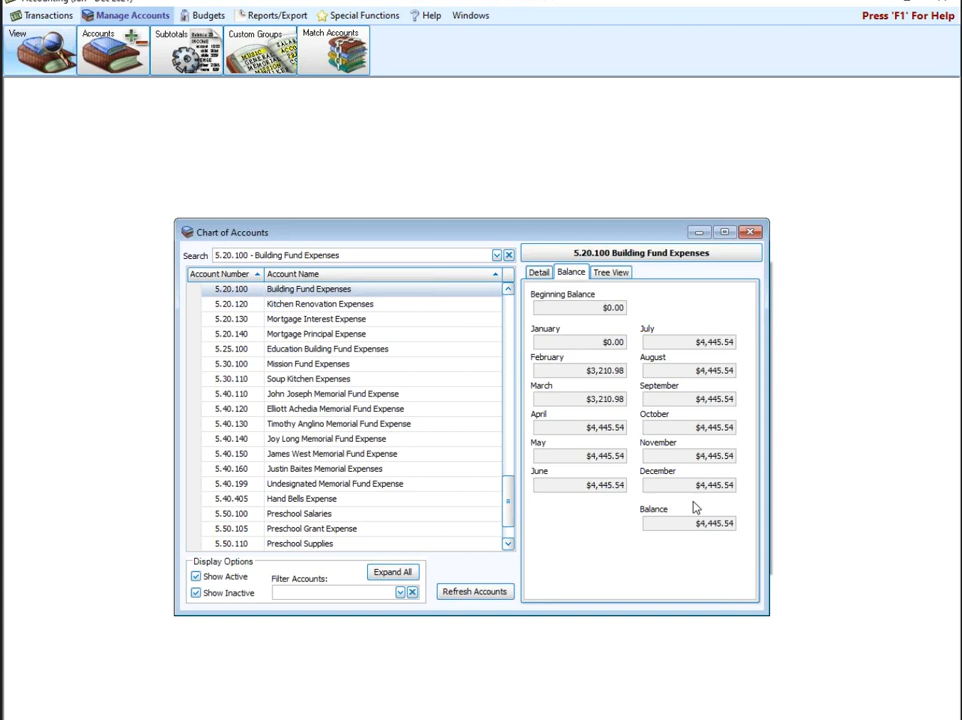 Transactions Manage Accounts Budgets Reports/Export Special Functions Help Windows Press 'F1' For Help
View Accounts Subtotals Custom Groups Match Accounts
Chart of Accounts
Search 5.20.100 - Building Fund Expenses
Account Number Account Name
5.20.100 Building Fund Expenses
5.20.120 Kitchen Renovation Expenses
5.20.130 Mortgage Interest Expense
5.20.140 Mortgage Principal Expense
5.25.100 Education Building Fund Expenses
5.30.100 Mission Fund Expenses
5.30.110 Soup Kitchen Expenses
5.40.110 John Joseph Memorial Fund Expense
5.40.120 Elliott Achedia Memorial Fund Expense
5.40.130 Timothy Anglino Memorial Fund Expense
5.40.140 Joy Long Memorial Fund Expense
5.40.150 James West Memorial Fund Expense
5.40.160 Justin Baites Memorial Expenses
5.40.199 Undesignated Memorial Fund Expense
5.40.405 Hand Bells Expense
5.50.100 Preschool Salaries
5.50.105 Preschool Grant Expense
5.50.110 Preschool Supplies
Display Options
Show Active
Show Inactive
Filter Accounts:
Expand All
Refresh Accounts
5.20.100 Building Fund Expenses
Detail Balance Tree View
Beginning Balance
$0.00
January July
$0.00 $4,445.54
February August
$3,210.98 $4,445.54
March September
$3,210.98 $4,445.54
April October
$4,445.54 $4,445.54
May November
$4,445.54 $4,445.54
June December
$4,445.54 $4,445.54
Balance
$4,445.54